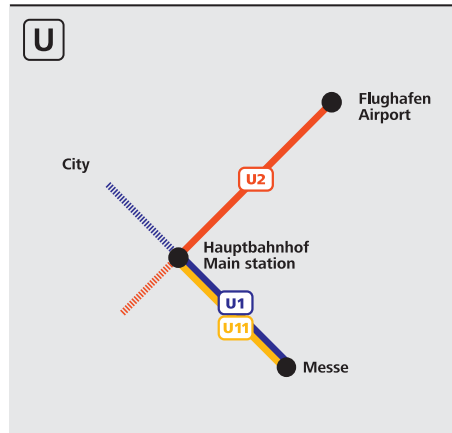 U
Flughafen
Airport
City
U2
Hauptbahnhof
Main station
U1
U11
Messe